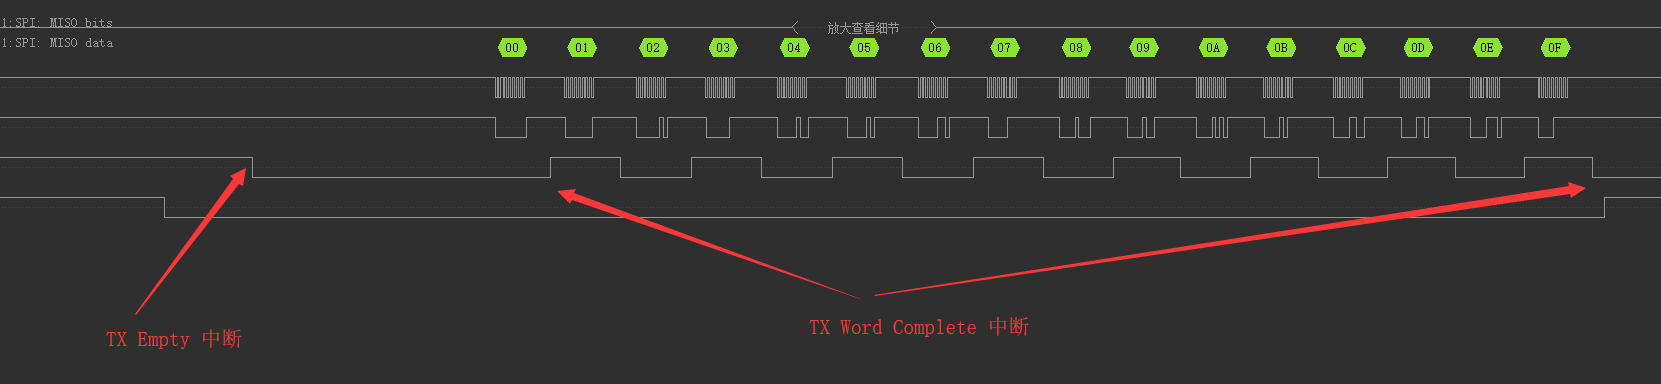 1:SPI: MISO bits
放大查看细节
1:SPI: MISO data
00 01 02 03 04 05 06 07 08 09 0A 0B 0C 0D 0E 0F
TX Empty 中断
TX Word Complete 中断